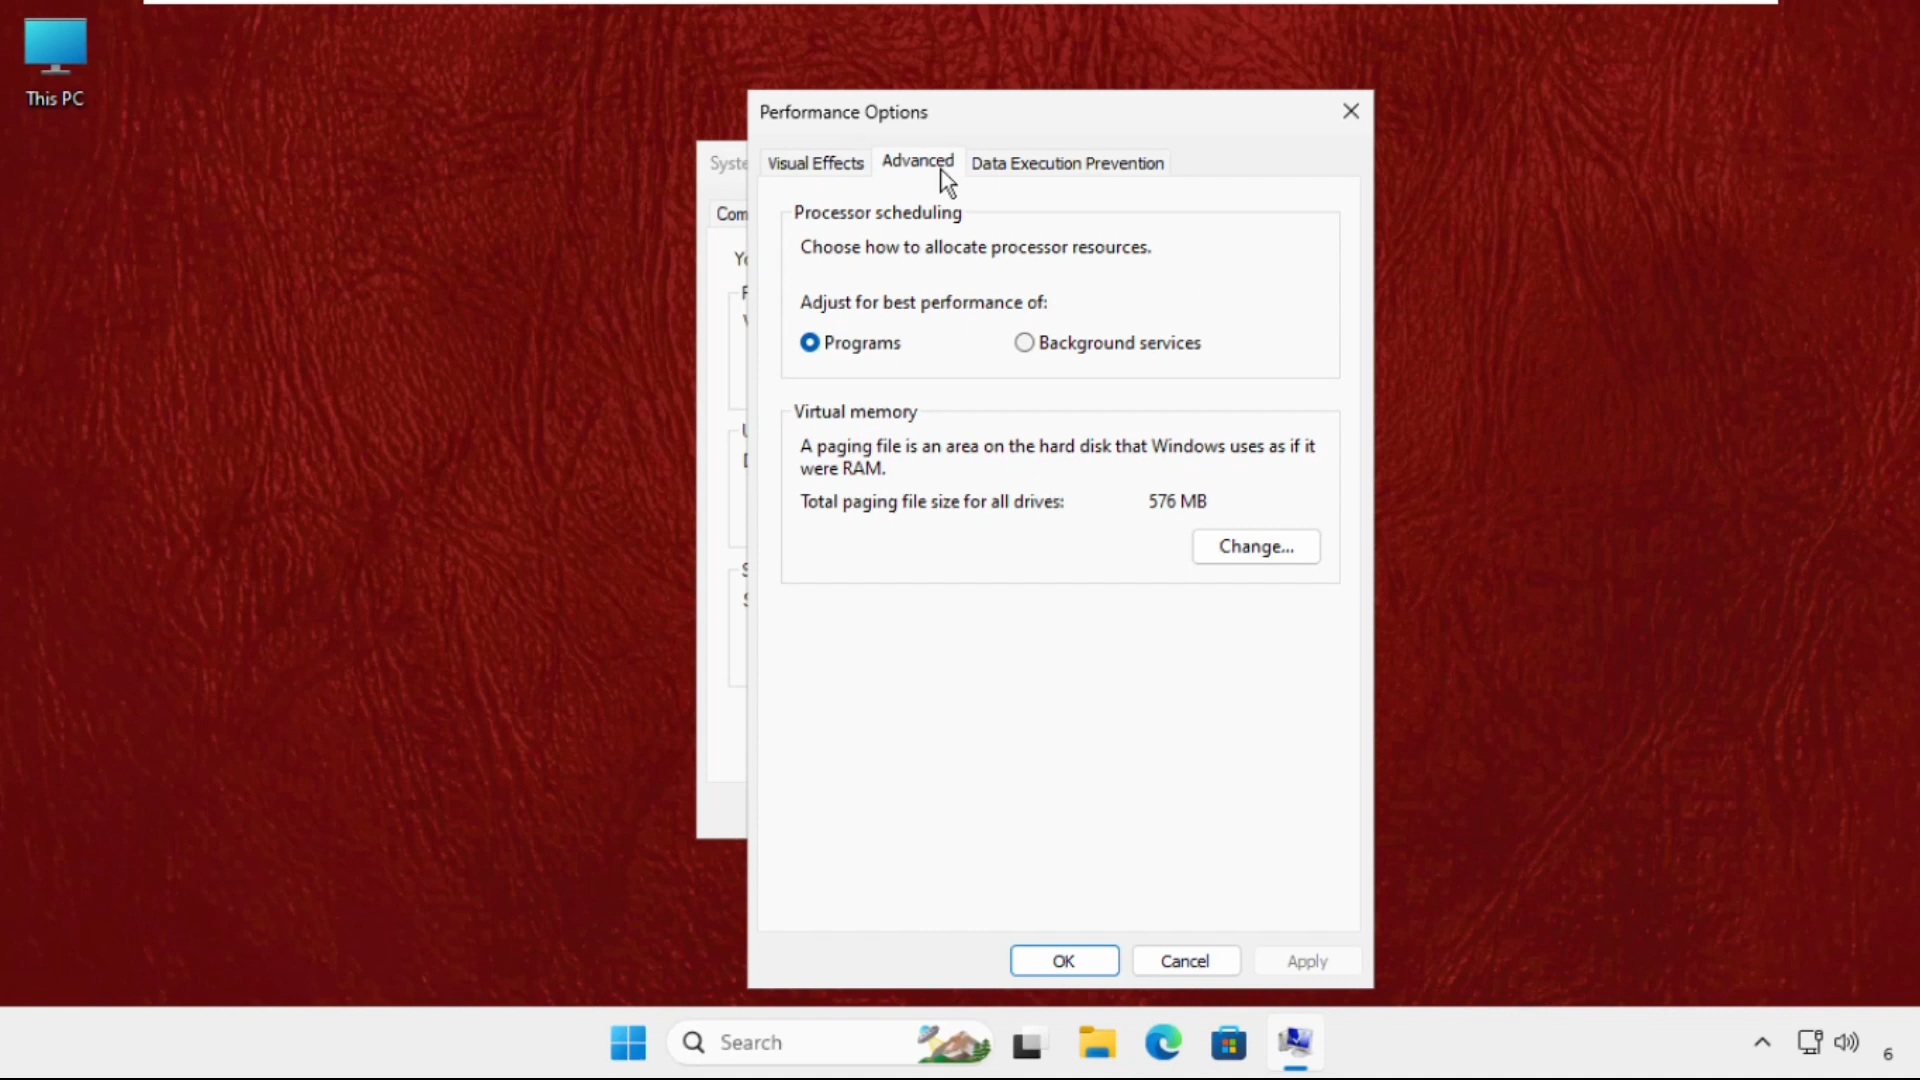 This PC
Performance Options
Syste
Visual Effects
Advanced
Data Execution Prevention
Com
Processor scheduling
Choose how to allocate processor resources.
Adjust for best performance of:
Programs
Background services
Virtual memory
A paging file is an area on the hard disk that Windows uses as if it
were RAM.
Total paging file size for all drives:
576 MB
Change...
OK
Cancel
Apply
Search
6